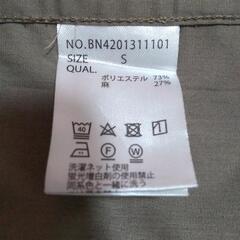 NO.BN4201311101
SIZE S
QUAL.
ポリエステル 73%
麻 27%
40
W
洗濯ネット使用
蛍光増白剤の使用禁止
同系色と一緒に洗う